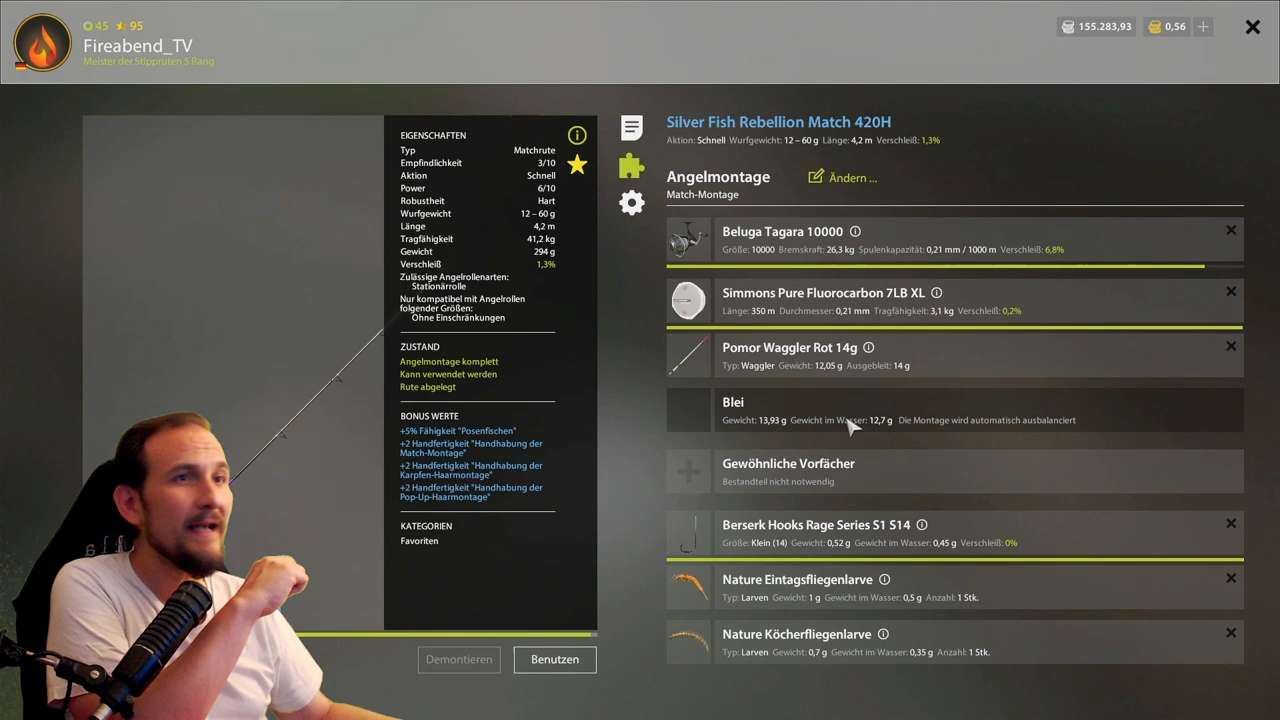 45 95
Fireabend_TV
Meister der Stippruten 5 Rang
155.283,93
0,56
EIGENSCHAFTEN
Typ Matchrute
Empfindlichkeit 3/10
Aktion Schnell
Power 6/10
Robustheit Hart
Wurfgewicht 12 – 60 g
Länge 4,2 m
Tragfähigkeit 41,2 kg
Gewicht 294 g
Verschleiß 1,3%
Zulässige Angelrollenarten:
Stationärrolle
Nur kompatibel mit Angelrollen
folgender Größen:
Ohne Einschränkungen
ZUSTAND
Angelmontage komplett
Kann verwendet werden
Rute abgelegt
BONUS WERTE
+5% Fähigkeit "Posenfischen"
+2 Handfertigkeit "Handhabung der
Match-Montage"
+2 Handfertigkeit "Handhabung der
Karpfen-Haarmontage"
+2 Handfertigkeit "Handhabung der
Pop-Up-Haarmontage"
KATEGORIEN
Favoriten
Demontieren
Benutzen
Silver Fish Rebellion Match 420H
Aktion: Schnell Wurfgewicht: 12 – 60 g Länge: 4,2 m Verschleiß: 1,3%
Angelmontage
Ändern ...
Match-Montage
Beluga Tagara 10000
Größe: 10000 Bremskraft: 26,3 kg Spulenkapazität: 0,21 mm / 1000 m Verschleiß: 6,8%
Simmons Pure Fluorocarbon 7LB XL
Länge: 350 m Durchmesser: 0,21 mm Tragfähigkeit: 3,1 kg Verschleiß: 0,2%
Pomor Waggler Rot 14g
Typ: Waggler Gewicht: 12,05 g Ausgebleit: 14 g
Blei
Gewicht: 13,93 g Gewicht im Wasser: 12,7 g Die Montage wird automatisch ausbalanciert
Gewöhnliche Vorfächer
Bestandteil nicht notwendig
Berserk Hooks Rage Series S1 S14
Größe: Klein (14) Gewicht: 0,52 g Gewicht im Wasser: 0,45 g Verschleiß: 0%
Nature Eintagsfliegenlarve
Typ: Larven Gewicht: 1 g Gewicht im Wasser: 0,5 g Anzahl: 1 Stk.
Nature Köcherfliegenlarve
Typ: Larven Gewicht: 0,7 g Gewicht im Wasser: 0,35 g Anzahl: 1 Stk.